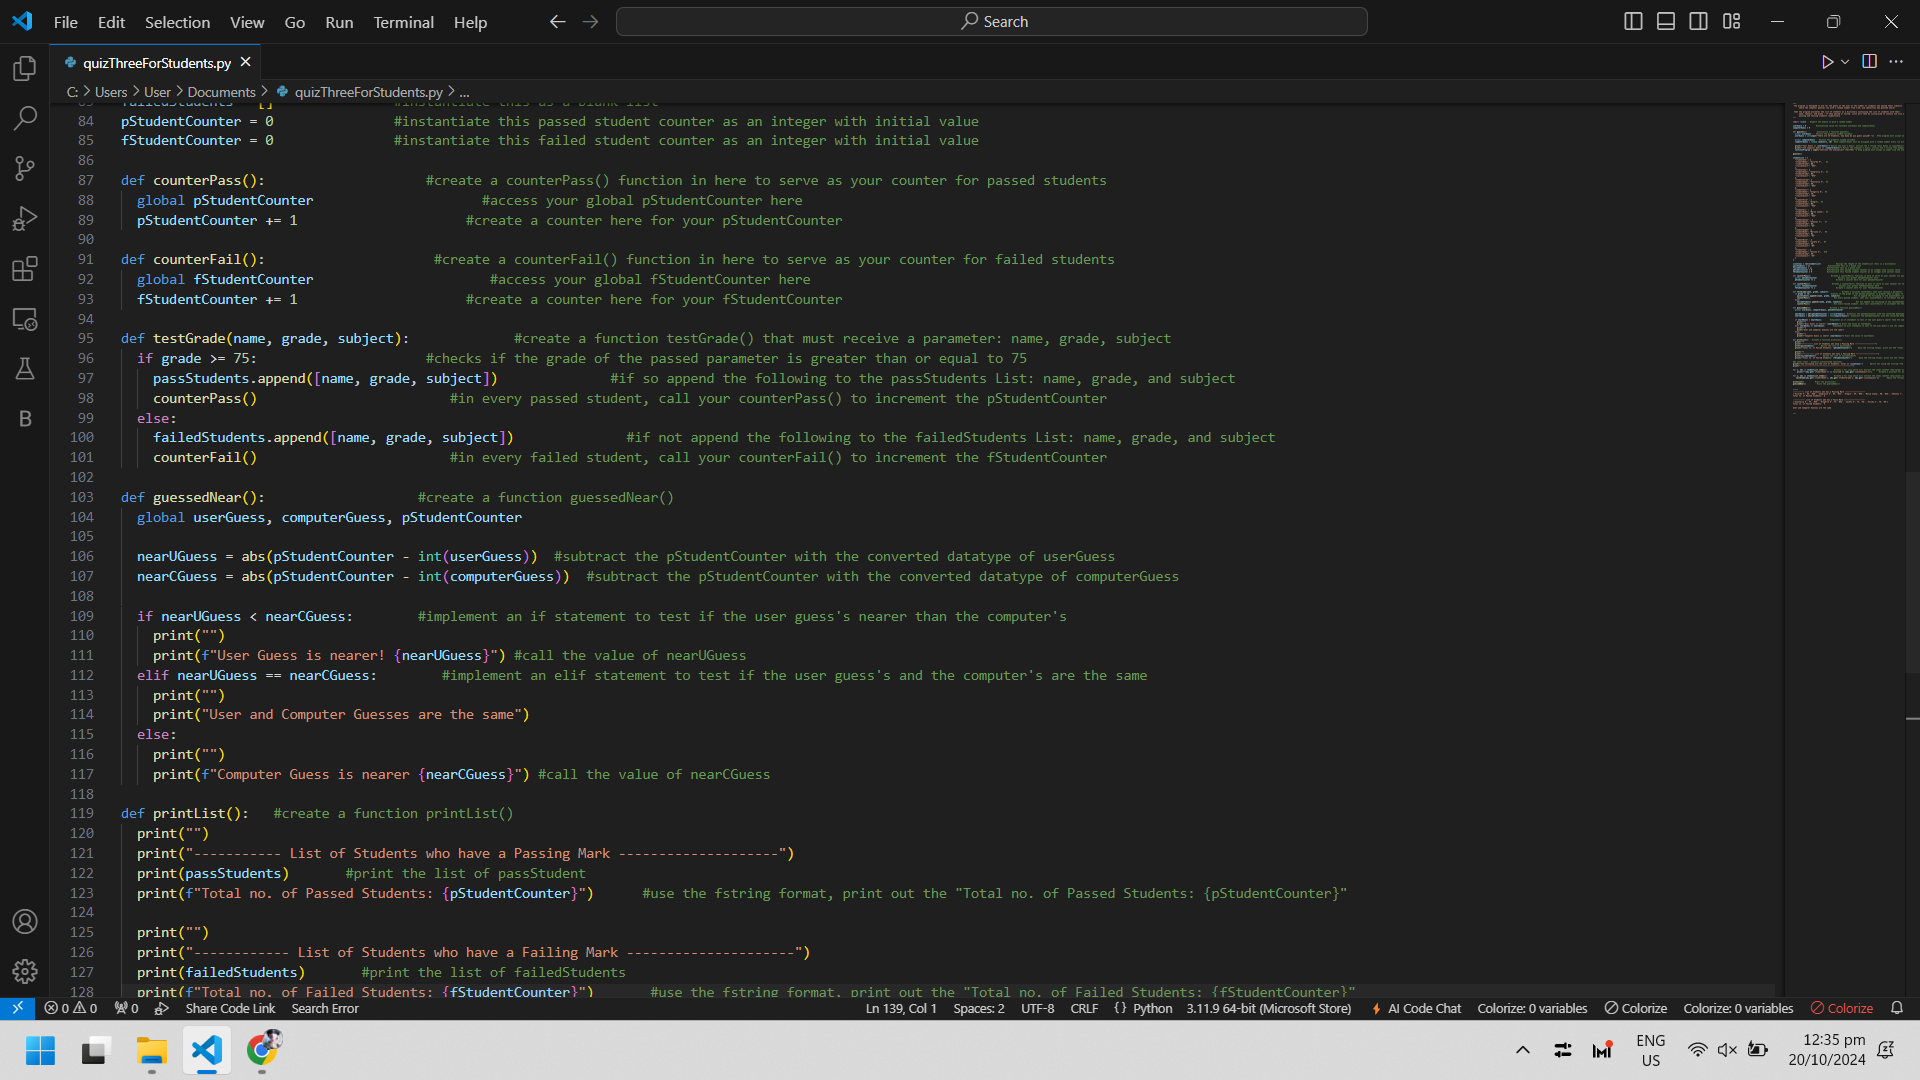 File Edit Selection View Go Run Terminal Help
Search
quizThreeForStudents.py
C: > Users > User > Documents > quizThreeForStudents.py > ...
83 failedStudents = [] #instantiate this as a blank list
84 pStudentCounter = 0 #instantiate this passed student counter as an integer with initial value
85 fStudentCounter = 0 #instantiate this failed student counter as an integer with initial value
86
87 def counterPass(): #create a counterPass() function in here to serve as your counter for passed students
88 global pStudentCounter #access your global pStudentCounter here
89 pStudentCounter += 1 #create a counter here for your pStudentCounter
90
91 def counterFail(): #create a counterFail() function in here to serve as your counter for failed students
92 global fStudentCounter #access your global fStudentCounter here
93 fStudentCounter += 1 #create a counter here for your fStudentCounter
94
95 def testGrade(name, grade, subject): #create a function testGrade() that must receive a parameter: name, grade, subject
96 if grade >= 75: #checks if the grade of the passed parameter is greater than or equal to 75
97 passStudents.append([name, grade, subject]) #if so append the following to the passStudents List: name, grade, and subject
98 counterPass() #in every passed student, call your counterPass() to increment the pStudentCounter
99 else:
100 failedStudents.append([name, grade, subject]) #if not append the following to the failedStudents List: name, grade, and subject
101 counterFail() #in every failed student, call your counterFail() to increment the fStudentCounter
102
103 def guessedNear(): #create a function guessedNear()
104 global userGuess, computerGuess, pStudentCounter
105
106 nearUGuess = abs(pStudentCounter - int(userGuess)) #subtract the pStudentCounter with the converted datatype of userGuess
107 nearCGuess = abs(pStudentCounter - int(computerGuess)) #subtract the pStudentCounter with the converted datatype of computerGuess
108
109 if nearUGuess < nearCGuess: #implement an if statement to test if the user guess's nearer than the computer's
110 print("")
111 print(f"User Guess is nearer! {nearUGuess}") #call the value of nearUGuess
112 elif nearUGuess == nearCGuess: #implement an elif statement to test if the user guess's and the computer's are the same
113 print("")
114 print("User and Computer Guesses are the same")
115 else:
116 print("")
117 print(f"Computer Guess is nearer {nearCGuess}") #call the value of nearCGuess
118
119 def printList(): #create a function printList()
120 print("")
121 print("----------- List of Students who have a Passing Mark --------------------")
122 print(passStudents) #print the list of passStudent
123 print(f"Total no. of Passed Students: {pStudentCounter}") #use the fstring format, print out the "Total no. of Passed Students: {pStudentCounter}"
124
125 print("")
126 print("------------ List of Students who have a Failing Mark ---------------------")
127 print(failedStudents) #print the list of failedStudents
128 print(f"Total no. of Failed Students: {fStudentCounter}") #use the fstring format, print out the "Total no. of Failed Students: {fStudentCounter}"
0 0 0 Share Code Link Search Error Ln 139, Col 1 Spaces: 2 UTF-8 CRLF {} Python 3.11.9 64-bit (Microsoft Store) AI Code Chat Colorize: 0 variables Colorize Colorize: 0 variables Colorize
ENG
US
12:35 pm
20/10/2024